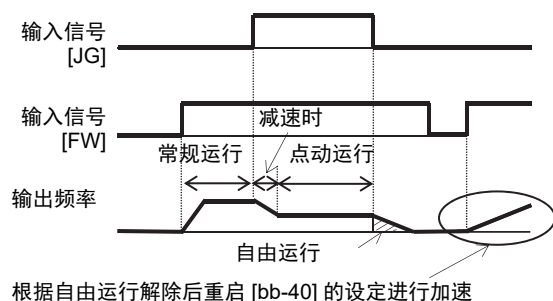 输入信号
[JG]
输入信号
[FW]
减速时
常规运行
点动运行
输出频率
自由运行
根据自由运行解除后重启 [bb-40] 的设定进行加速